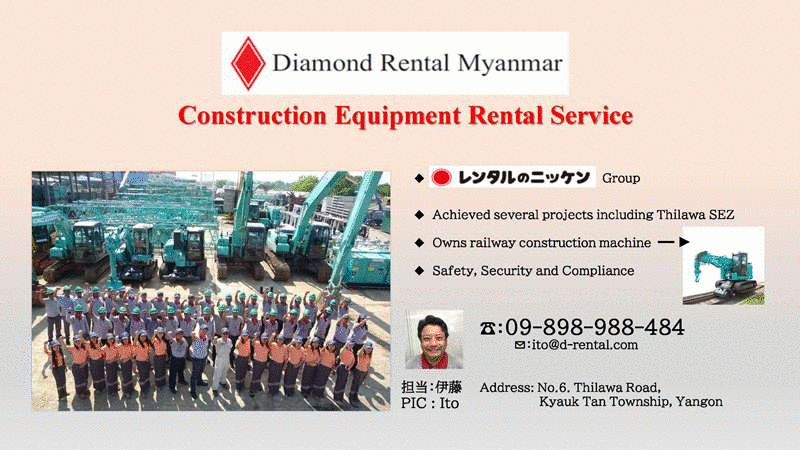 Diamond Rental Myanmar
Construction Equipment Rental Service
◆ レンタルのニッケン Group
◆ Achieved several projects including Thilawa SEZ
◆ Owns railway construction machine
◆ Safety, Security and Compliance
☎:09-898-988-484
✉:ito@d-rental.com
担当:伊藤
PIC : Ito
Address: No.6. Thilawa Road,
Kyauk Tan Township, Yangon